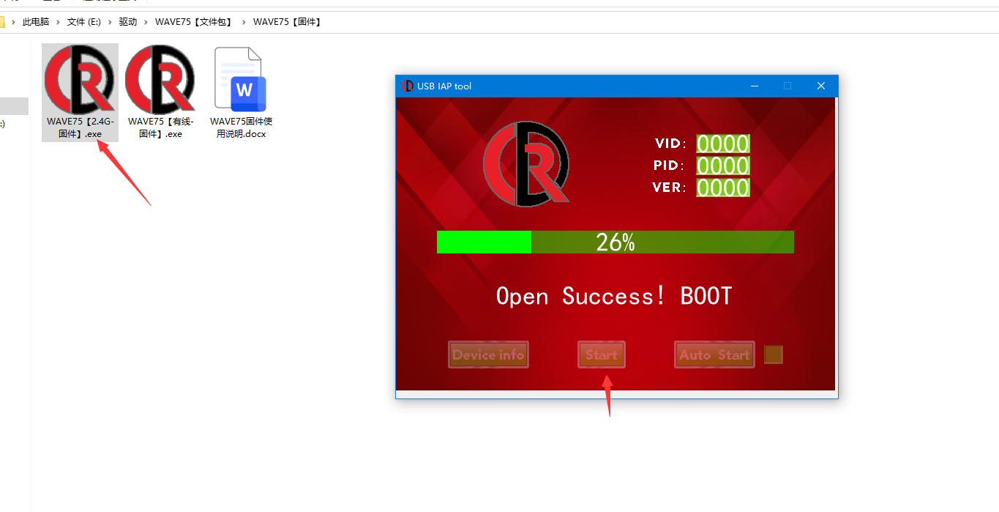 此电脑 › 文件 (E:) › 驱动 › WAVE75【文件包】 › WAVE75【固件】
:)
WAVE75【2.4G-
固件】.exe
WAVE75【有线-
固件】.exe
W
WAVE75固件使
用说明.docx
USB IAP tool
VID: 0000
PID: 0000
VER: 0000
26%
Open Success! BOOT
Device info
Start
Auto Start